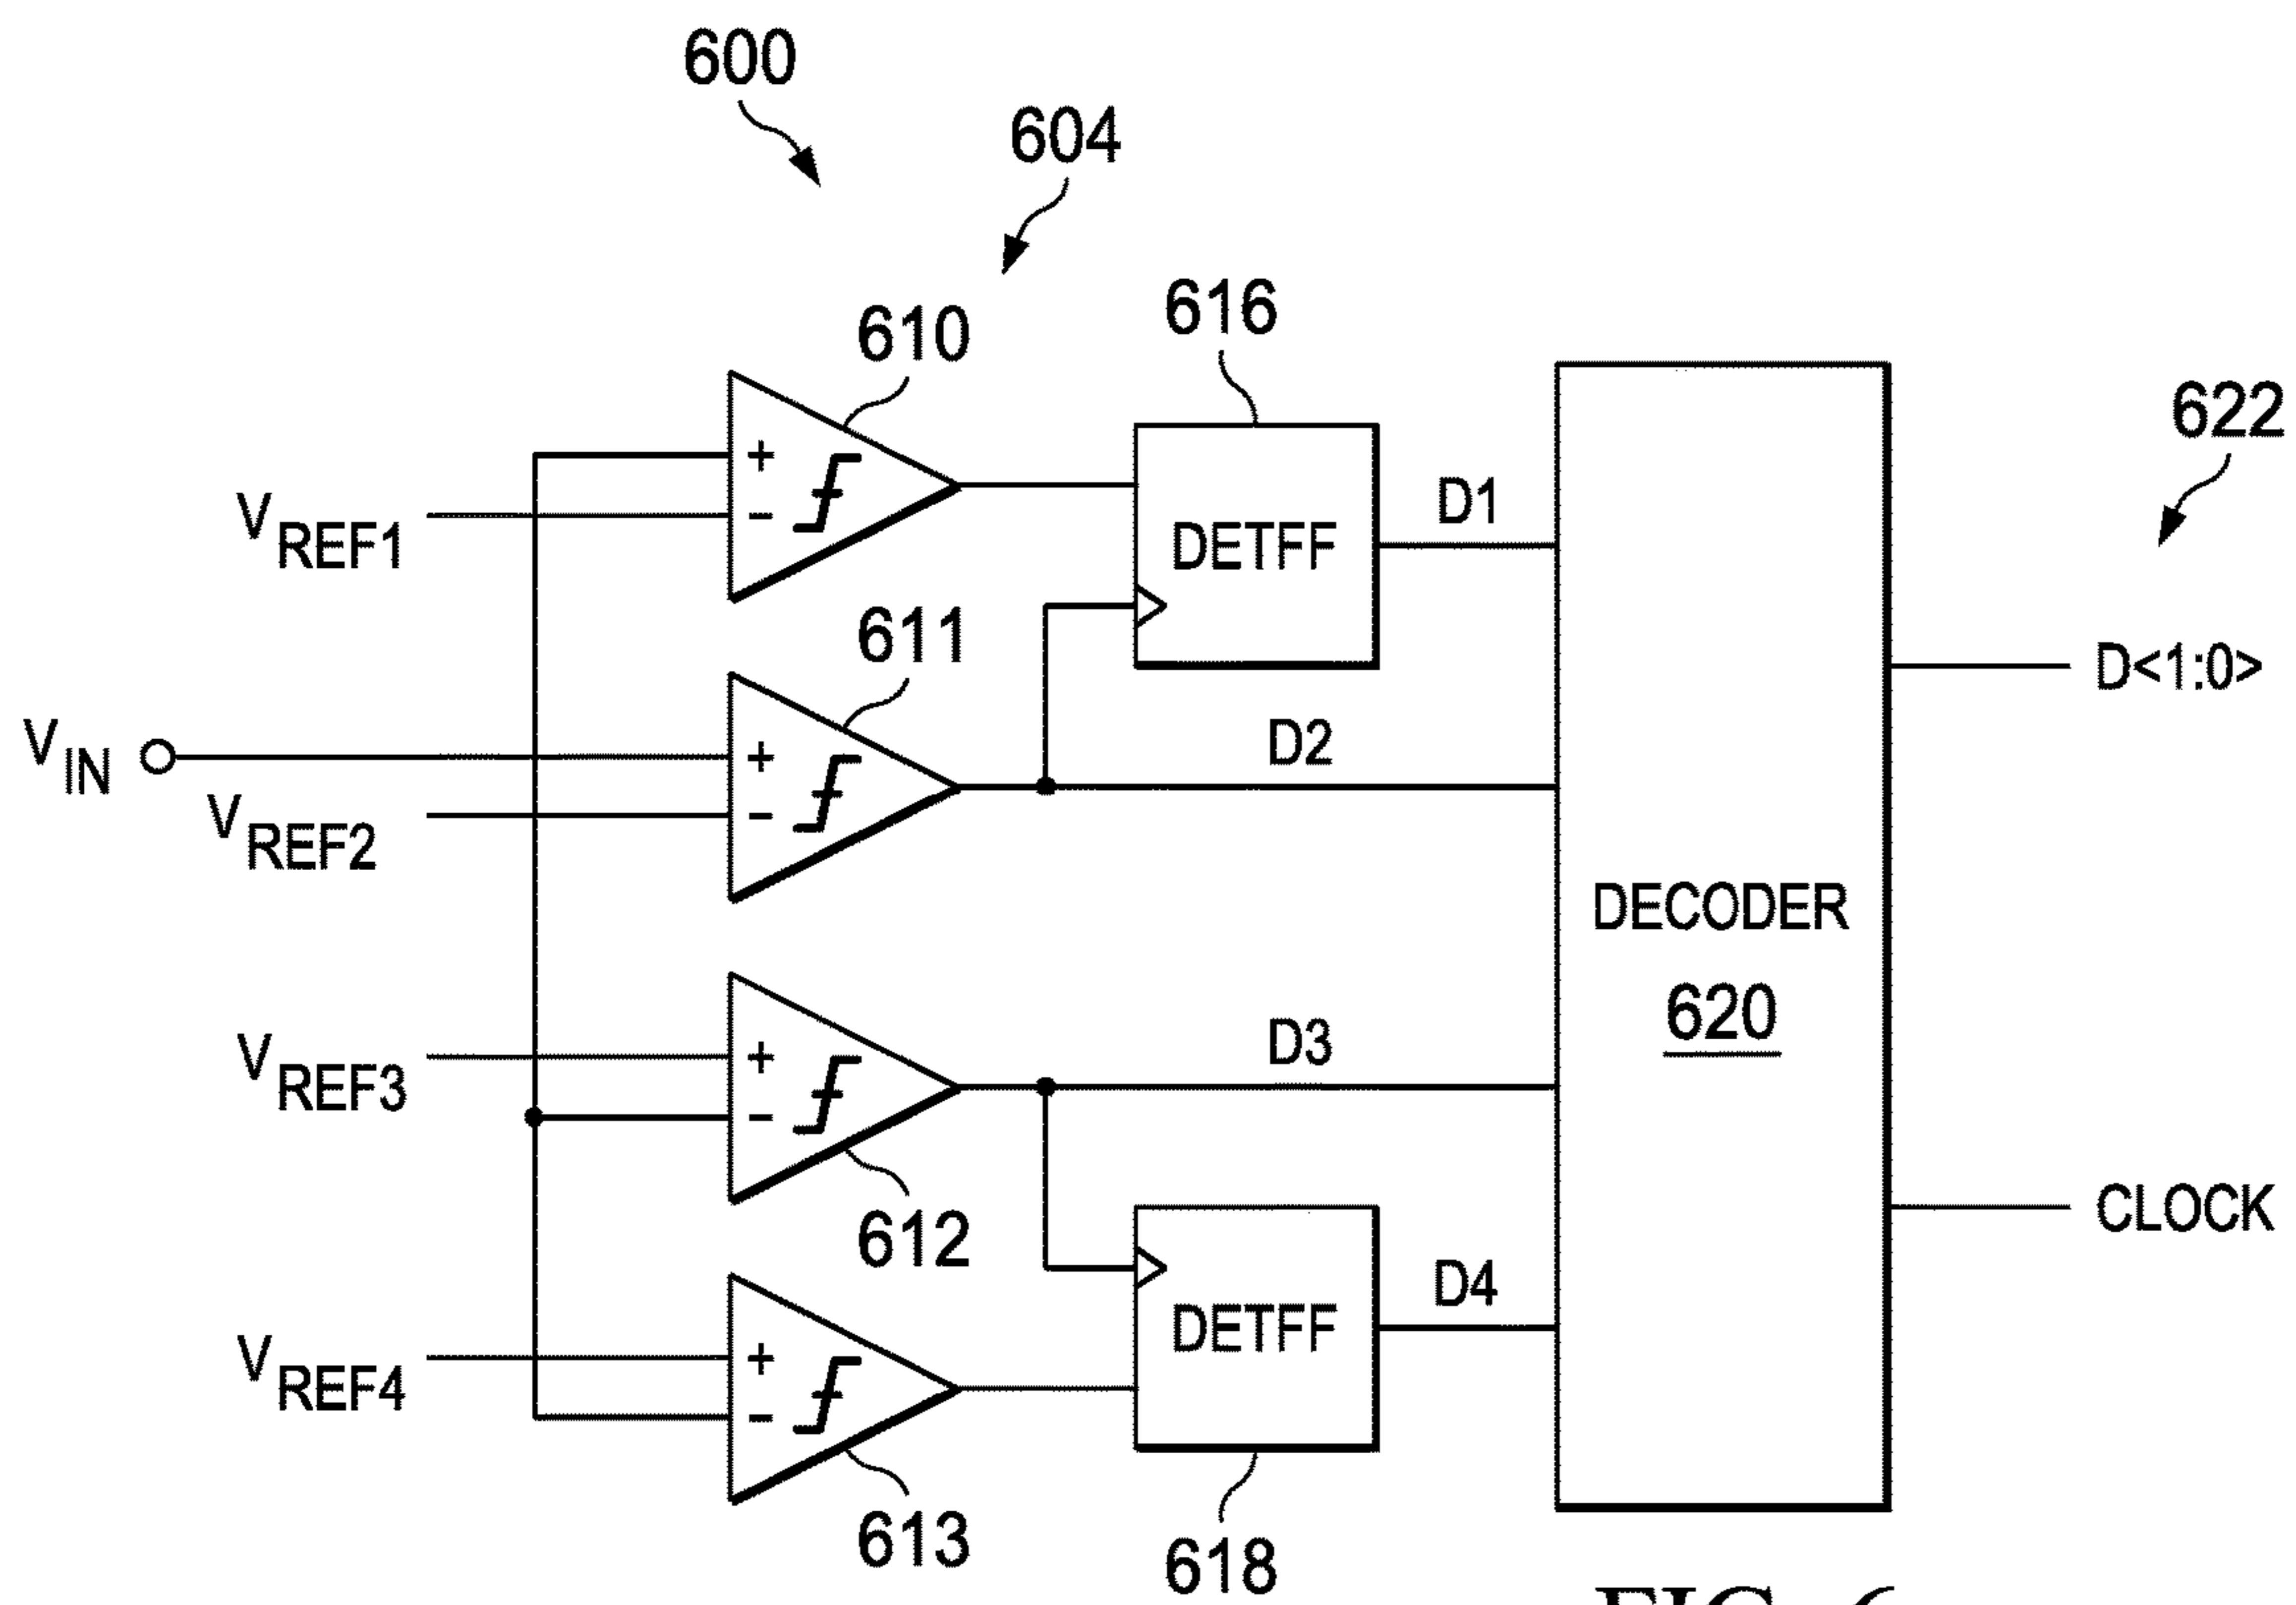 600
604
610
616
622
VREF1
+
-
DETFF
D1
611
D<1:0>
VIN
+
D2
VREF2
-
DECODER
620
VREF3
+
D3
-
612
CLOCK
VREF4
+
DETFF
D4
-
613
618